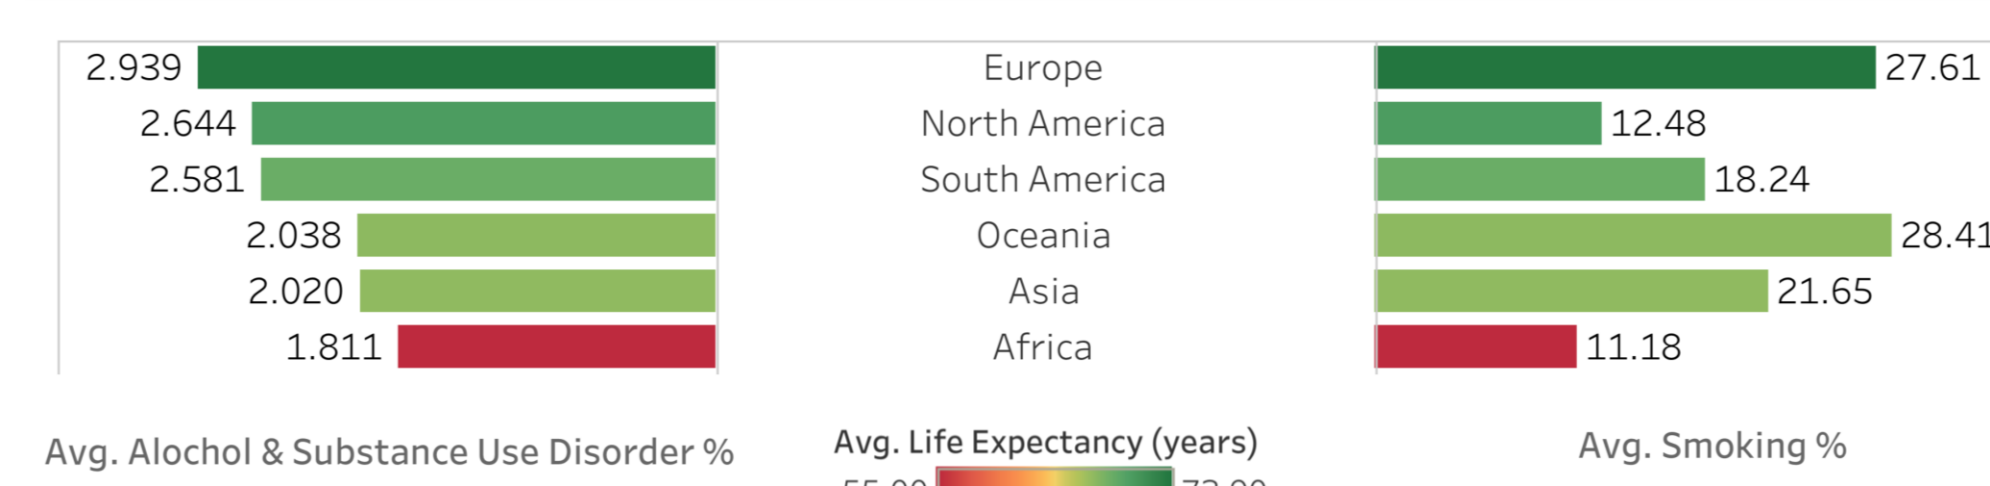 2.939 Europe 27.61
2.644 North America 12.48
2.581 South America 18.24
2.038 Oceania 28.41
2.020 Asia 21.65
1.811 Africa 11.18
Avg. Alochol & Substance Use Disorder % Avg. Life Expectancy (years) Avg. Smoking %